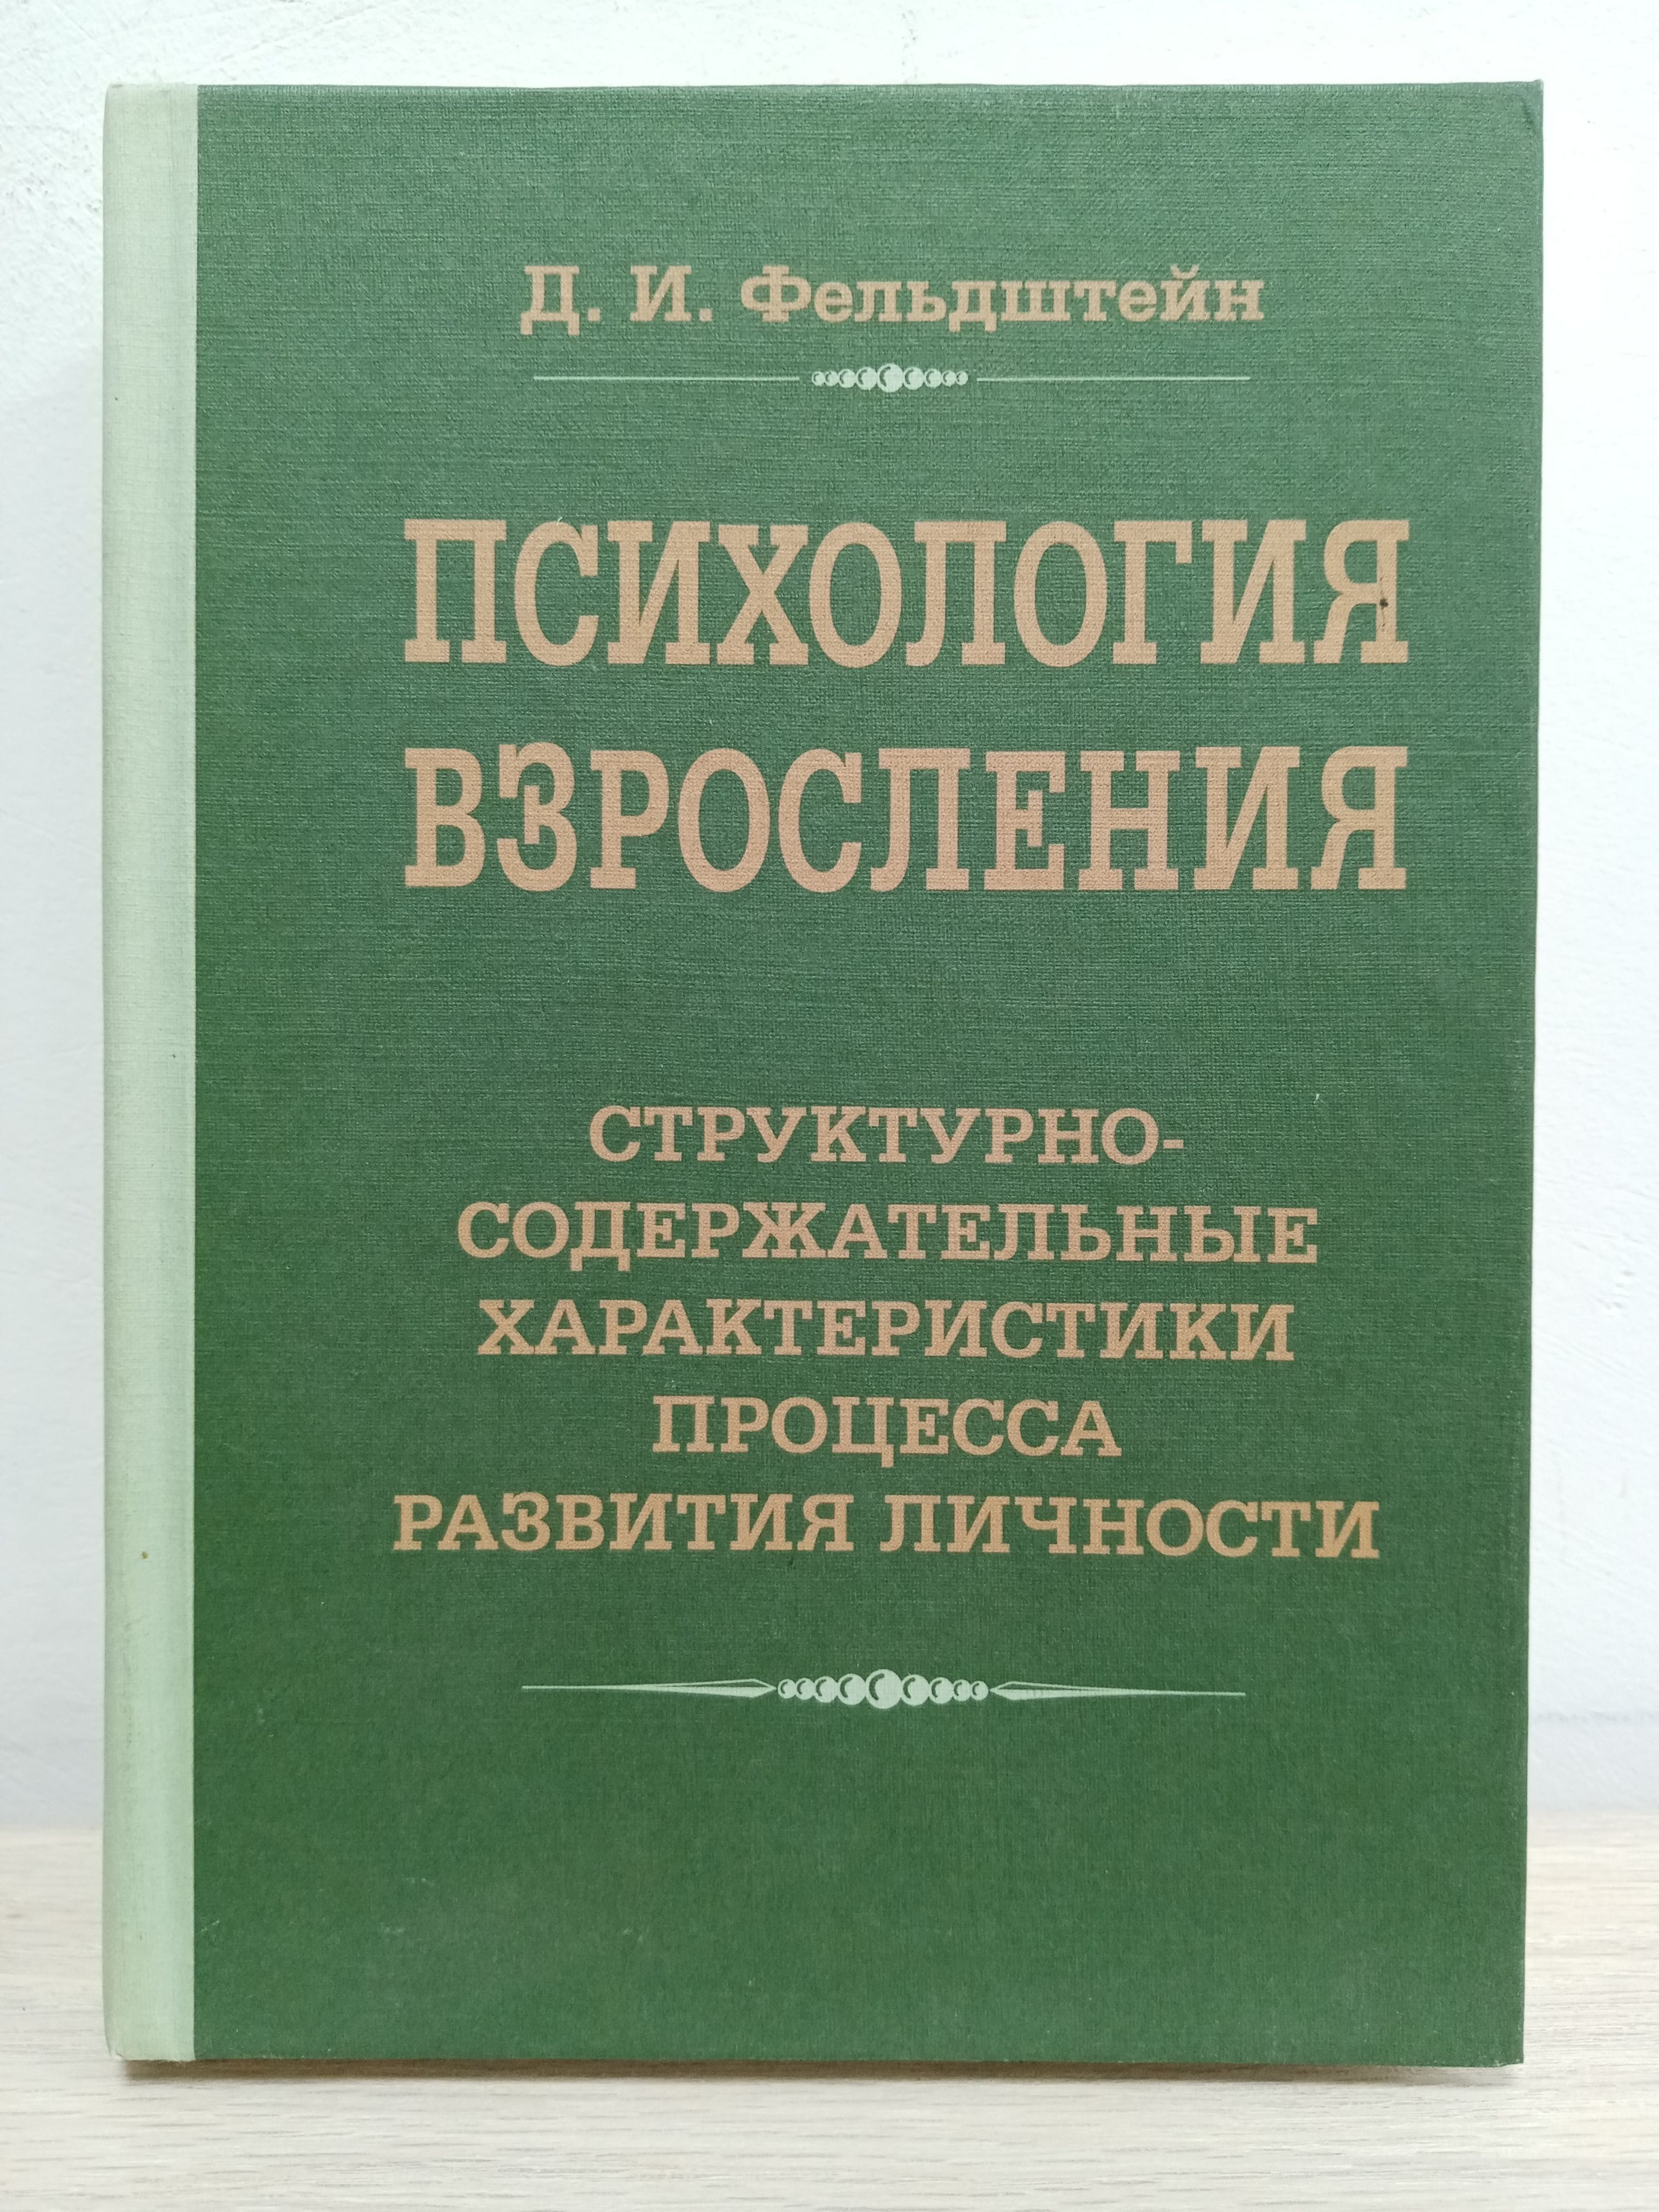 Д. И. Фельдштейн
ПСИХОЛОГИЯ
ВЗРОСЛЕНИЯ
СТРУКТУРНО-
СОДЕРЖАТЕЛЬНЫЕ
ХАРАКТЕРИСТИКИ
ПРОЦЕССА
РАЗВИТИЯ ЛИЧНОСТИ